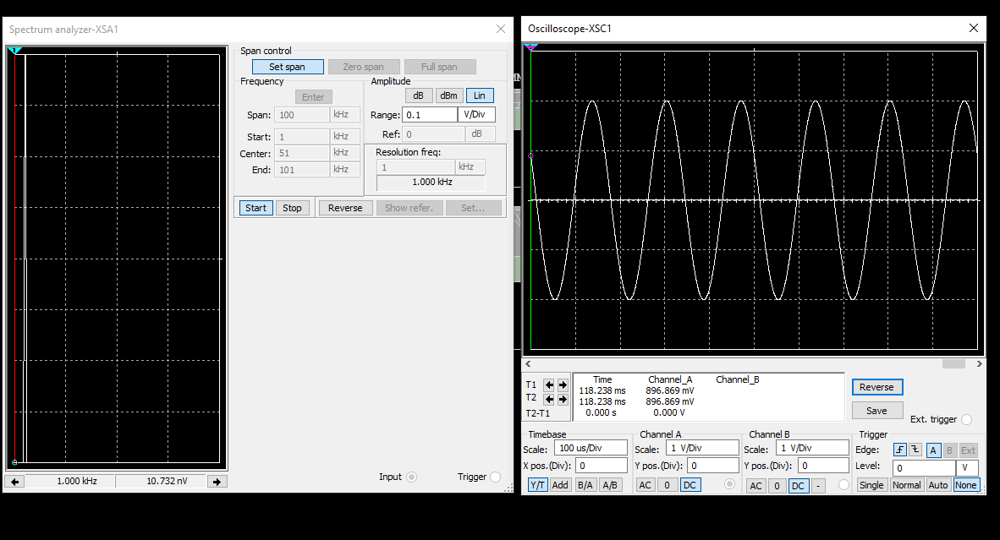 Spectrum analyzer-XSA1
1
Span control
Set span Zero span Full span
Frequency
Enter
Span: 100 kHz
Start: 1 kHz
Center: 51 kHz
End: 101 kHz
Amplitude
dB dBm Lin
Range: 0.1 V/Div
Ref: 0 dB
Resolution freq:
1 kHz
1.000 kHz
Start Stop Reverse Show refer. Set...
1.000 kHz 10.732 nV
Input Trigger
Oscilloscope-XSC1
T1
T2
T2-T1
Time Channel_A Channel_B
118.238 ms 896.869 mV
118.238 ms 896.869 mV
0.000 s 0.000 V
Reverse
Save
Ext. trigger
Timebase
Scale: 100 us/Div
X pos.(Div): 0
Y/T Add B/A A/B
Channel A
Scale: 1 V/Div
Y pos.(Div): 0
AC 0 DC
Channel B
Scale: 1 V/Div
Y pos.(Div): 0
AC 0 DC -
Trigger
Edge: A B Ext
Level: 0 V
Single Normal Auto None